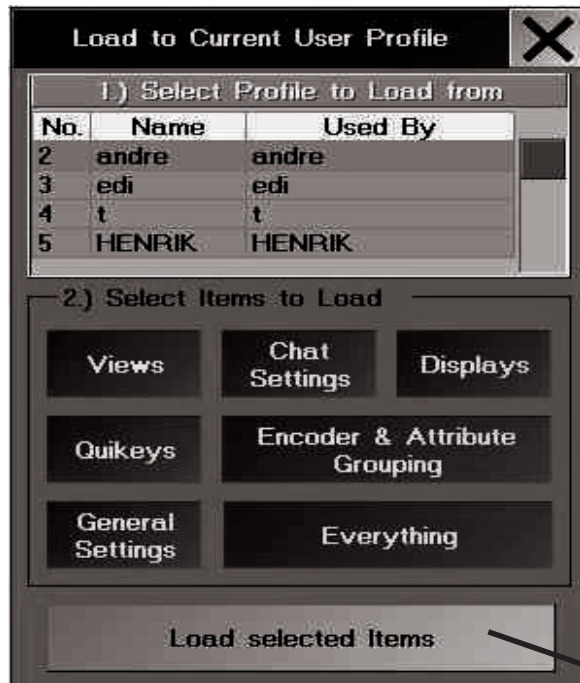 Load to Current User Profile
1.) Select Profile to Load from
No. Name Used By
2 andre andre
3 edi edi
4 t t
5 HENRIK HENRIK
2.) Select Items to Load
Views
Chat
Settings
Displays
Quikeys
Encoder & Attribute
Grouping
General
Settings
Everything
Load selected Items